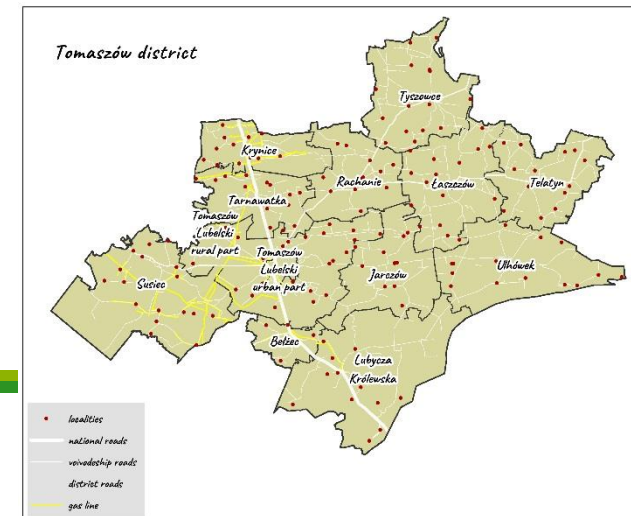 Tomaszów district
Tyszowce
Krynice
Rachanie
Łaszczów
Telatyn
Tarnawatka
Tomaszów
Lubelski
rural part
Tomaszów
Lubelski
urban part
Susiec
Jarczów
Ulhówek
Bełżec
Lubycza
Królewska
localities
national roads
voivodeship roads
district roads
gas line